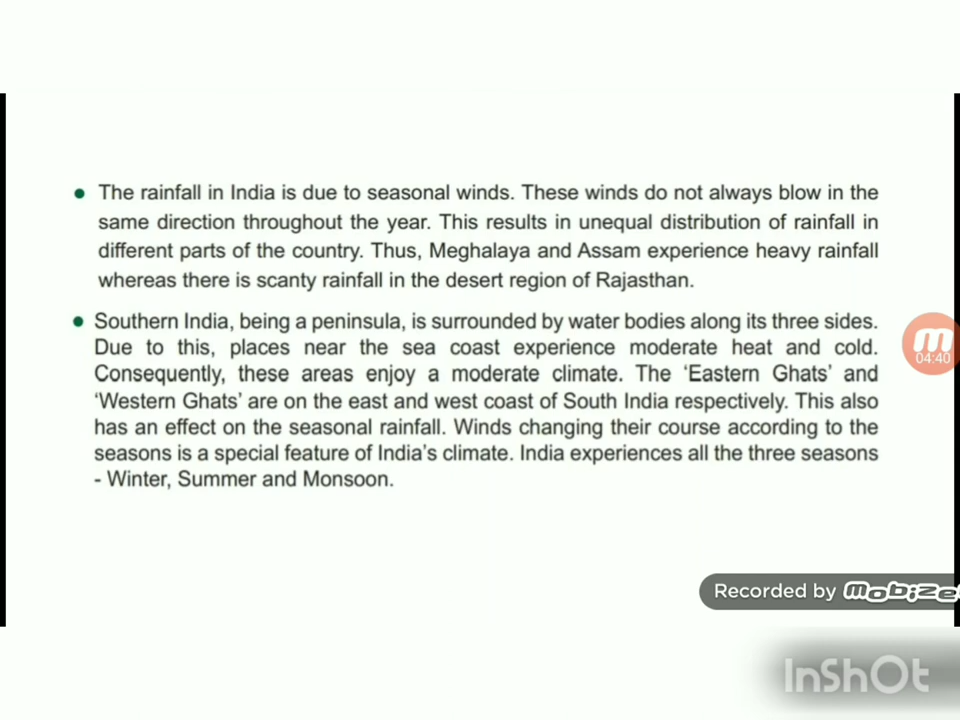 • The rainfall in India is due to seasonal winds. These winds do not always blow in the
same direction throughout the year. This results in unequal distribution of rainfall in
different parts of the country. Thus, Meghalaya and Assam experience heavy rainfall
whereas there is scanty rainfall in the desert region of Rajasthan.
• Southern India, being a peninsula, is surrounded by water bodies along its three sides.
Due to this, places near the sea coast experience moderate heat and cold.
Consequently, these areas enjoy a moderate climate. The ‘Eastern Ghats’ and
‘Western Ghats’ are on the east and west coast of South India respectively. This also
has an effect on the seasonal rainfall. Winds changing their course according to the
seasons is a special feature of India’s climate. India experiences all the three seasons
- Winter, Summer and Monsoon.
04:40
Recorded by Mobize
InShOt